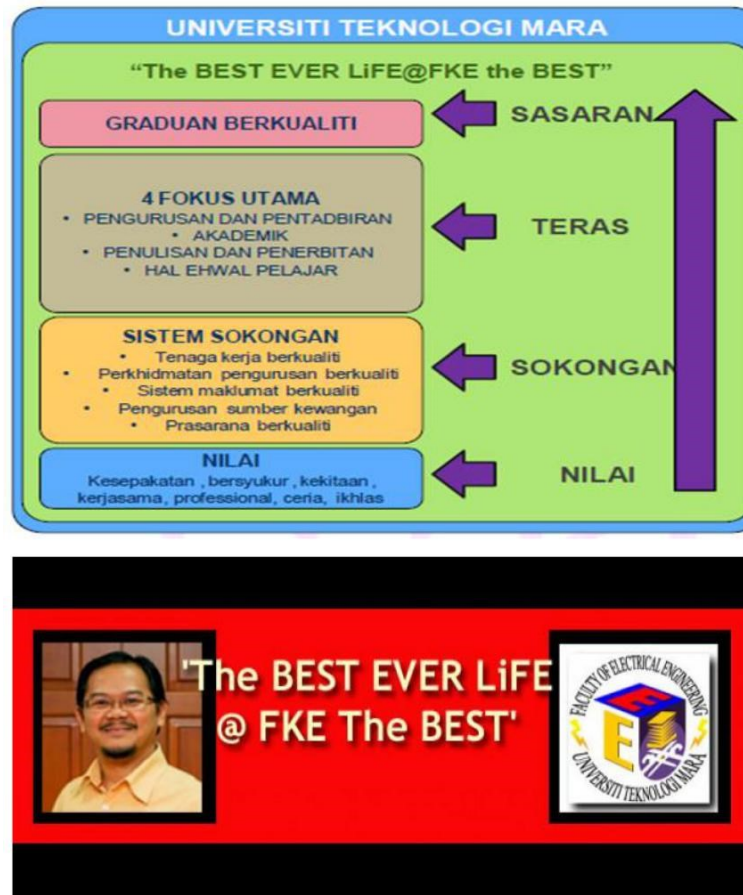 UNIVERSITI TEKNOLOGI MARA
“The BEST EVER LiFE@FKE the BEST”
GRADUAN BERKUALITI
SASARAN
4 FOKUS UTAMA
• PENGURUSAN DAN PENTADBIRAN
• AKADEMIK
• PENULISAN DAN PENERBITAN
• HAL EHWAL PELAJAR
TERAS
SISTEM SOKONGAN
• Tenaga kerja berkualiti
• Perkhidmatan pengurusan berkualiti
• Sistem maklumat berkualiti
• Pengurusan sumber kewangan
• Prasarana berkualiti
SOKONGAN
NILAI
Kesepakatan , bersyukur , kekitaan ,
kerjasama, professional, ceria, ikhlas
NILAI
'The BEST EVER LiFE
@ FKE The BEST'
FACULTY OF ELECTRICAL ENGINEERING
E E
UNIVERSITI TEKNOLOGI MARA